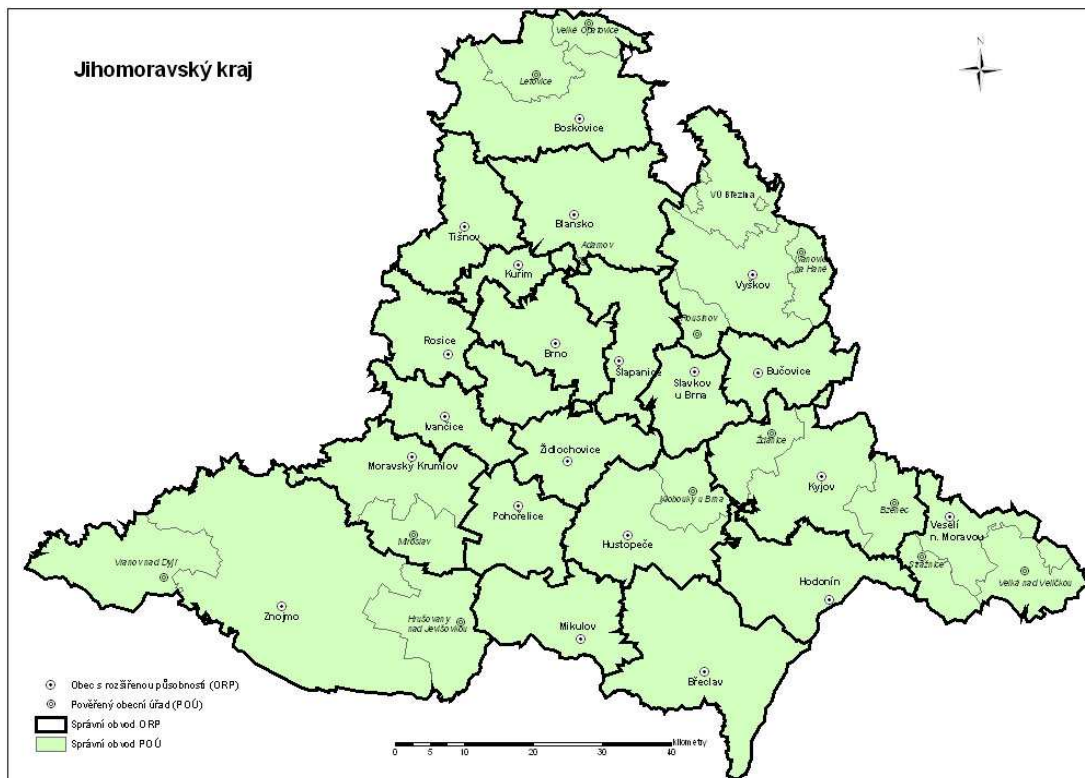 Jihomoravský kraj
N
Velké Opatovice
Letovice
Boskovice
VÚ Březina
Blansko
Tišnov
Adamov
Ivanovice
na Hané
Kuřim
Vyškov
Rousínov
Rosice
Brno
Šlapanice
Slavkov
u Brna
Bučovice
Ivančice
Ždánice
Moravský Krumlov
Židlochovice
Kyjov
Klobouky u Brna
Bzenec
Pohořelice
Veselí
n. Moravou
Miroslav
Hustopeče
Strážnice
Vranov nad Dyjí
Velká nad Veličkou
Hodonín
Znojmo
Hrušovany
nad Jevišovkou
Mikulov
Břeclav
Obec s rozšířenou působností (ORP)
Pověřený obecní úřad (POÚ)
Správní obvod ORP
Správní obvod POÚ
kilometry
0 5 10 20 30 40